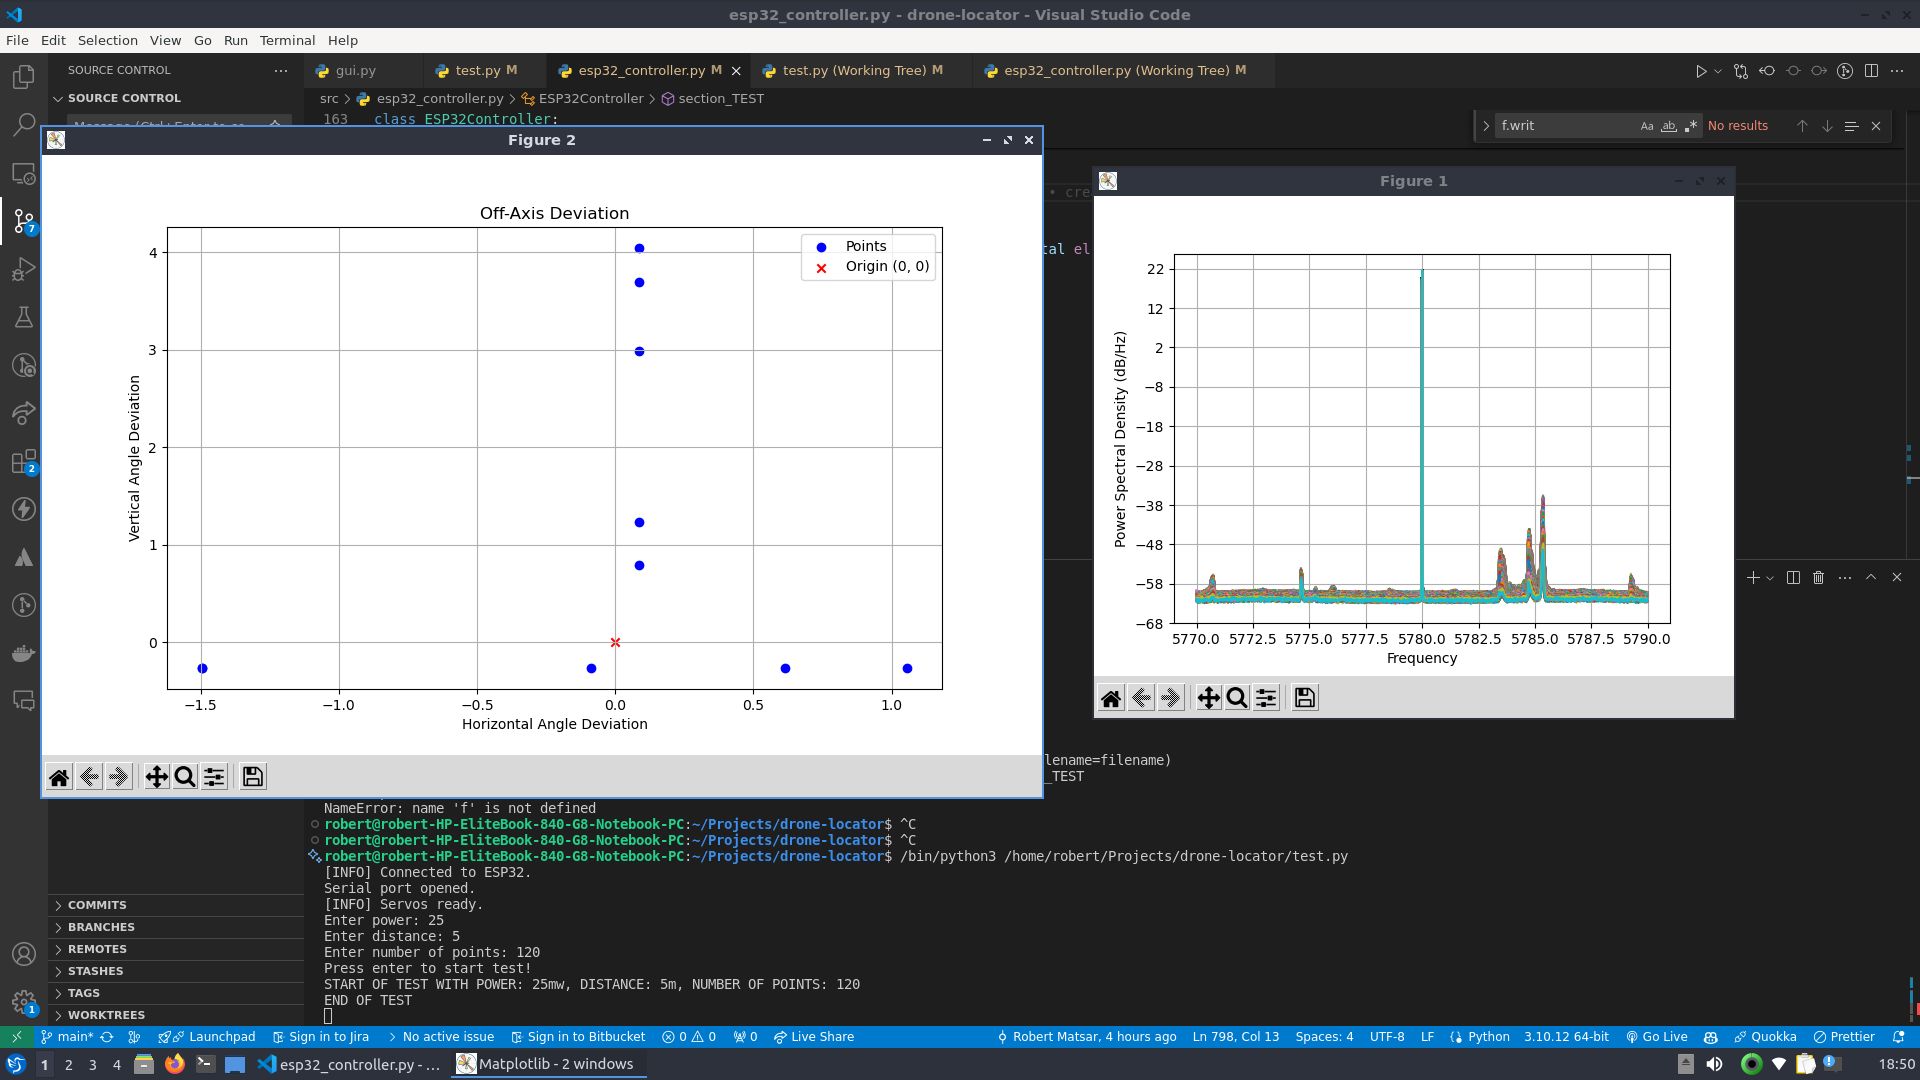 esp32_controller.py - drone-locator - Visual Studio Code
File Edit Selection View Go Run Terminal Help
SOURCE CONTROL
gui.py
test.py M
esp32_controller.py M
test.py (Working Tree) M
esp32_controller.py (Working Tree) M
SOURCE CONTROL
src > esp32_controller.py > ESP32Controller > section_TEST
163 class ESP32Controller:
f.writ
Aa ab
No results
Figure 2
Off-Axis Deviation
Points
Origin (0, 0)
4
3
2
1
0
Vertical Angle Deviation
−1.5 −1.0 −0.5 0.0 0.5 1.0
Horizontal Angle Deviation
• cre
tal el
Figure 1
22
12
2
−8
−18
−28
−38
−48
−58
−68
Power Spectral Density (dB/Hz)
5770.0 5772.5 5775.0 5777.5 5780.0 5782.5 5785.0 5787.5 5790.0
Frequency
7
2
1
lename=filename)
_TEST
NameError: name 'f' is not defined
robert@robert-HP-EliteBook-840-G8-Notebook-PC:~/Projects/drone-locator$ ^C
robert@robert-HP-EliteBook-840-G8-Notebook-PC:~/Projects/drone-locator$ ^C
robert@robert-HP-EliteBook-840-G8-Notebook-PC:~/Projects/drone-locator$ /bin/python3 /home/robert/Projects/drone-locator/test.py
[INFO] Connected to ESP32.
Serial port opened.
[INFO] Servos ready.
Enter power: 25
Enter distance: 5
Enter number of points: 120
Press enter to start test!
START OF TEST WITH POWER: 25mw, DISTANCE: 5m, NUMBER OF POINTS: 120
END OF TEST
COMMITS
BRANCHES
REMOTES
STASHES
TAGS
WORKTREES
main* Launchpad Sign in to Jira > No active issue Sign in to Bitbucket 0 0 0 Live Share
Robert Matsar, 4 hours ago Ln 798, Col 13 Spaces: 4 UTF-8 LF Python 3.10.12 64-bit Go Live Quokka Prettier
1 2 3 4 esp32_controller.py - ... Matplotlib - 2 windows 18:50